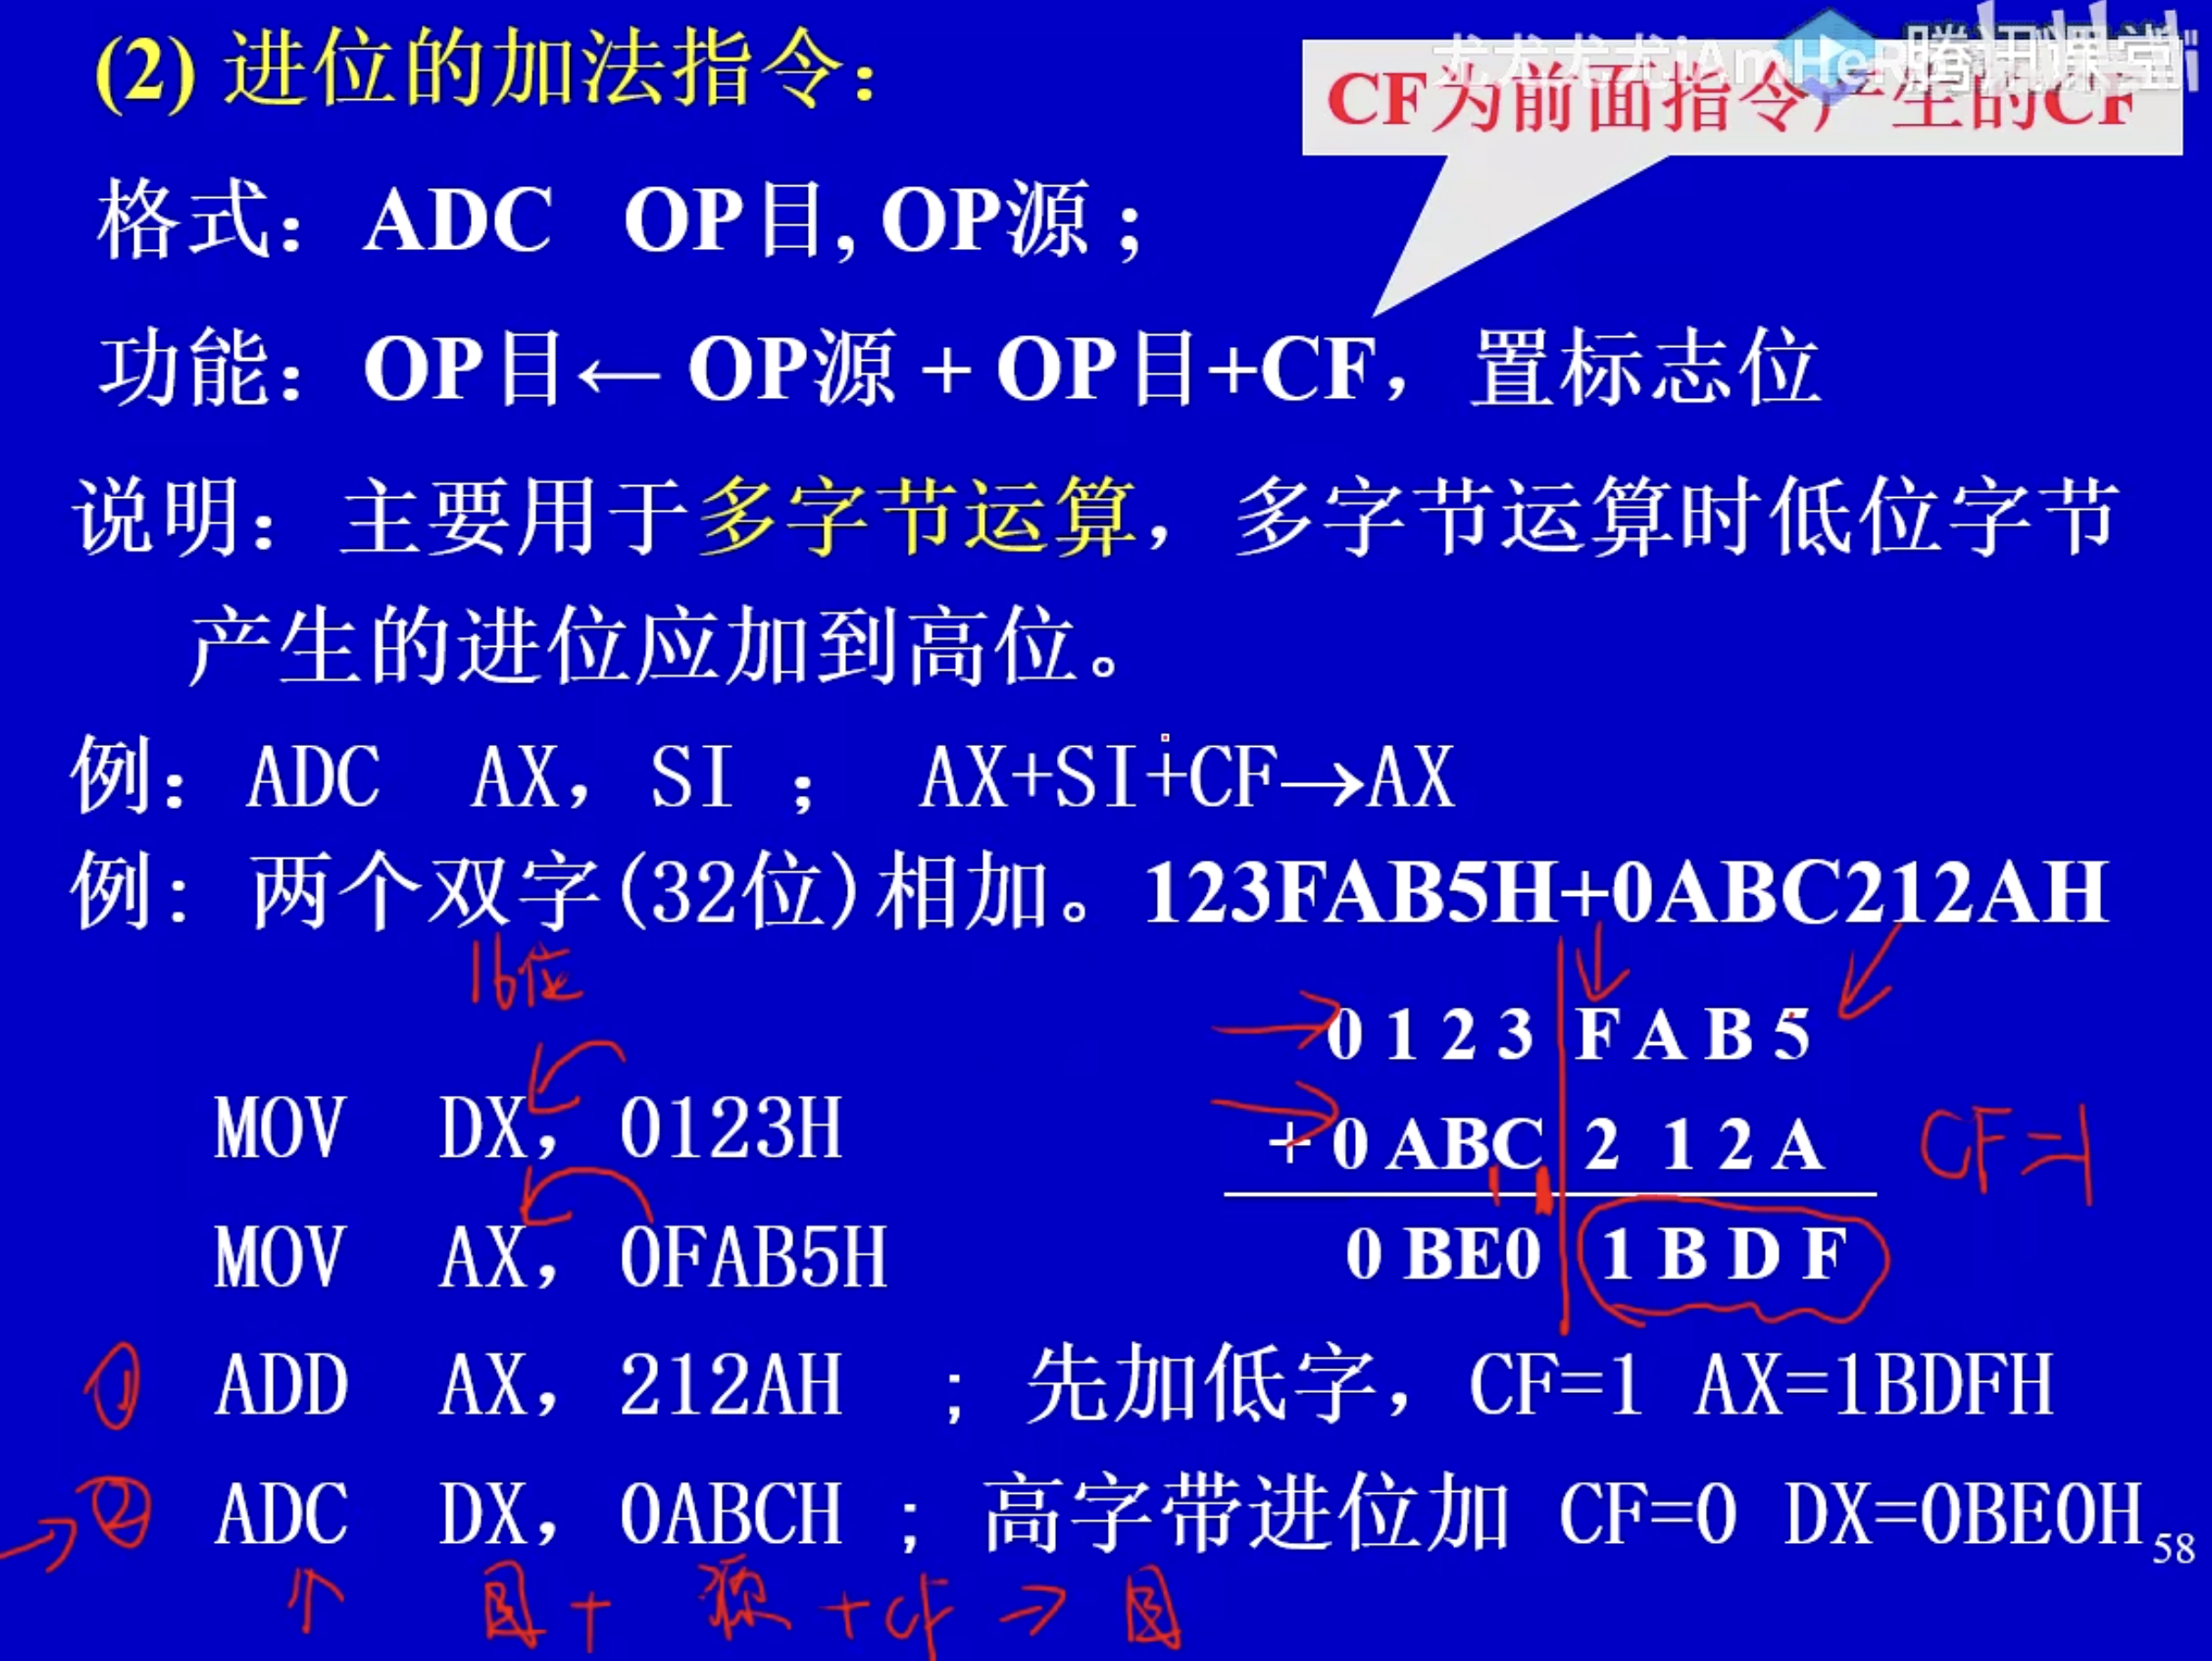 (2) 进位的加法指令：
CF为前面指令产生的CF
腾讯课堂
格式： ADC OP目, OP源；
功能： OP目← OP源 + OP目+CF， 置标志位
说明： 主要用于多字节运算， 多字节运算时低位字节
产生的进位应加到高位。
例： ADC AX， SI ； AX+SI+CF→AX
例： 两个双字(32位)相加。 123FAB5H+0ABC212AH
16位
0 1 2 3 F A B 5
MOV DX， 0123H
+ 0 ABC 2 1 2 A
CF=1
MOV AX， 0FAB5H
0 BE0 1 B D F
① ADD AX， 212AH ； 先加低字， CF=1 AX=1BDFH
→ ② ADC DX， 0ABCH ； 高字带进位加 CF=0 DX=0BE0H
58
↑ 目 + 源 + CF → 目